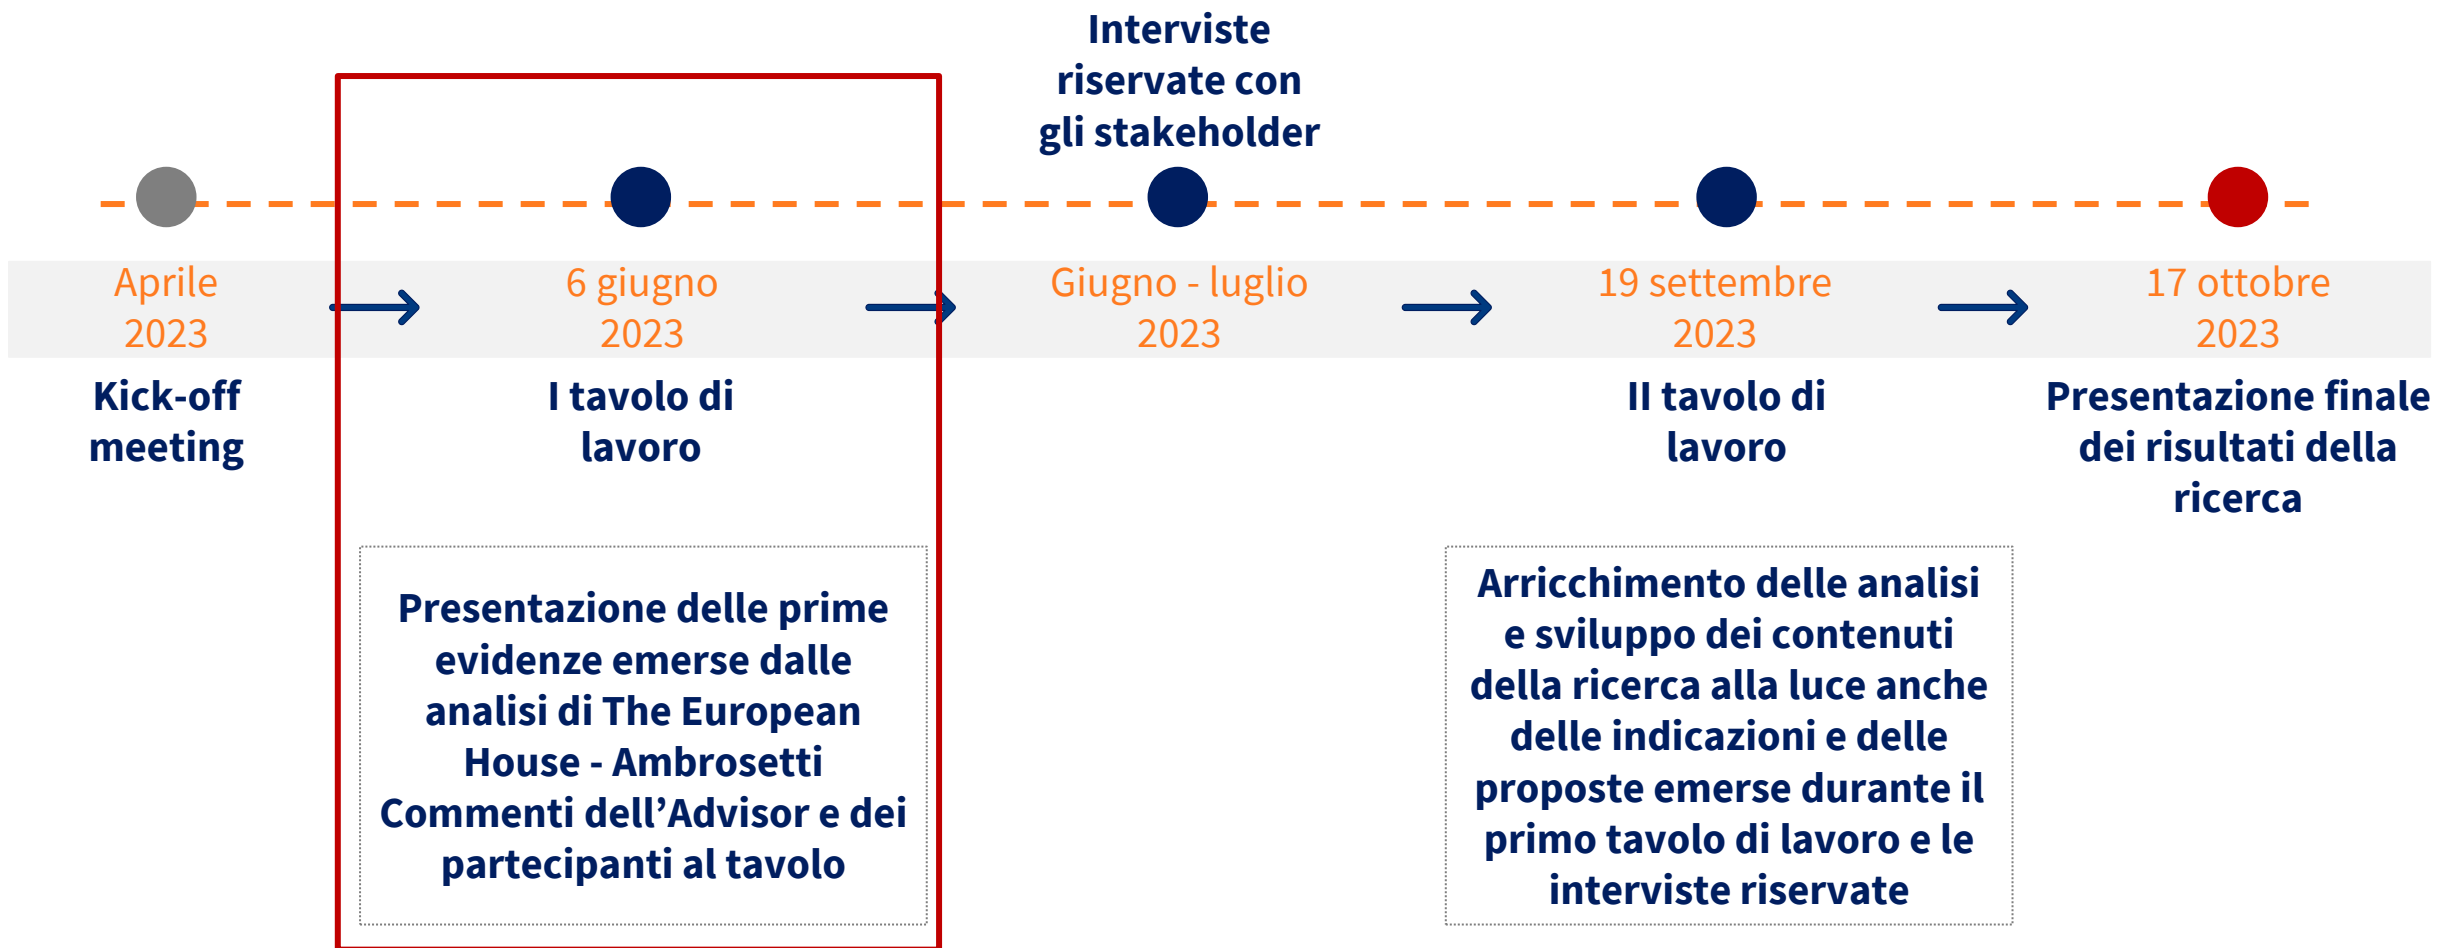 Interviste
riservate con
gli stakeholder
Aprile
2023
6 giugno
2023
Giugno - luglio
2023
19 settembre
2023
17 ottobre
2023
Kick-off
meeting
I tavolo di
lavoro
II tavolo di
lavoro
Presentazione finale
dei risultati della
ricerca
Presentazione delle prime
evidenze emerse dalle
analisi di The European
House - Ambrosetti
Commenti dell’Advisor e dei
partecipanti al tavolo
Arricchimento delle analisi
e sviluppo dei contenuti
della ricerca alla luce anche
delle indicazioni e delle
proposte emerse durante il
primo tavolo di lavoro e le
interviste riservate